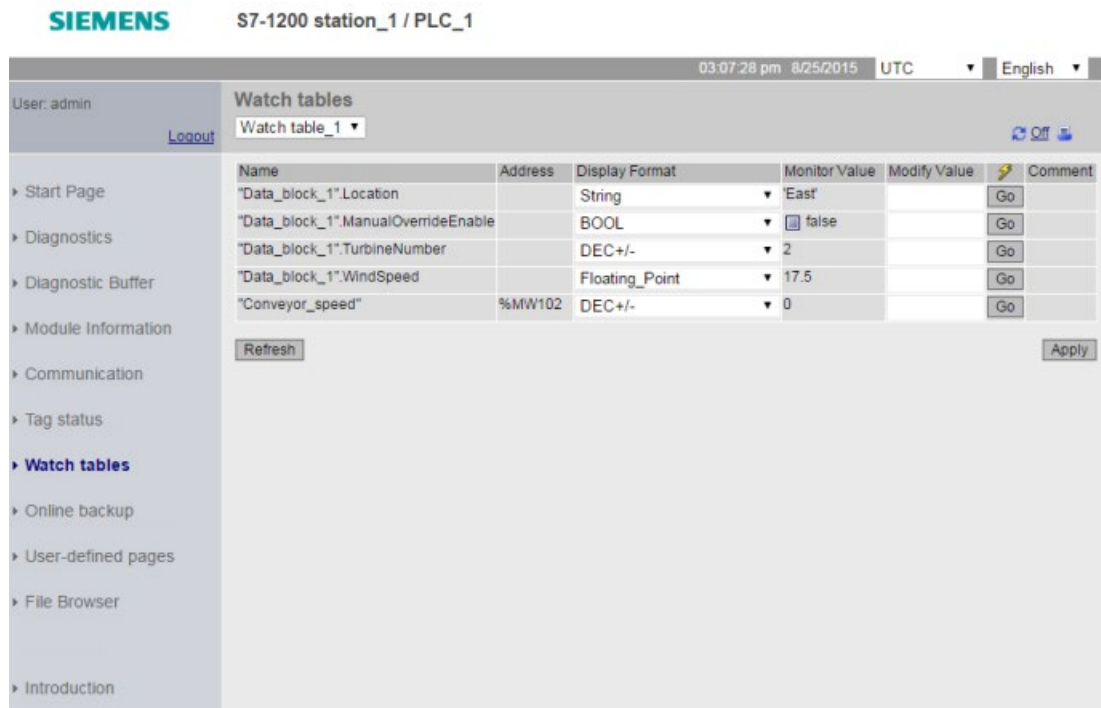 SIEMENS S7-1200 station_1 / PLC_1
03:07:28 pm 8/25/2015 UTC English
User: admin
Logout
Watch tables
Watch table_1
Off
Name Address Display Format Monitor Value Modify Value Comment
"Data_block_1".Location String 'East' Go
"Data_block_1".ManualOverrideEnable BOOL false Go
"Data_block_1".TurbineNumber DEC+/- 2 Go
"Data_block_1".WindSpeed Floating_Point 17.5 Go
"Conveyor_speed" %MW102 DEC+/- 0 Go
Refresh Apply
Start Page
Diagnostics
Diagnostic Buffer
Module Information
Communication
Tag status
Watch tables
Online backup
User-defined pages
File Browser
Introduction